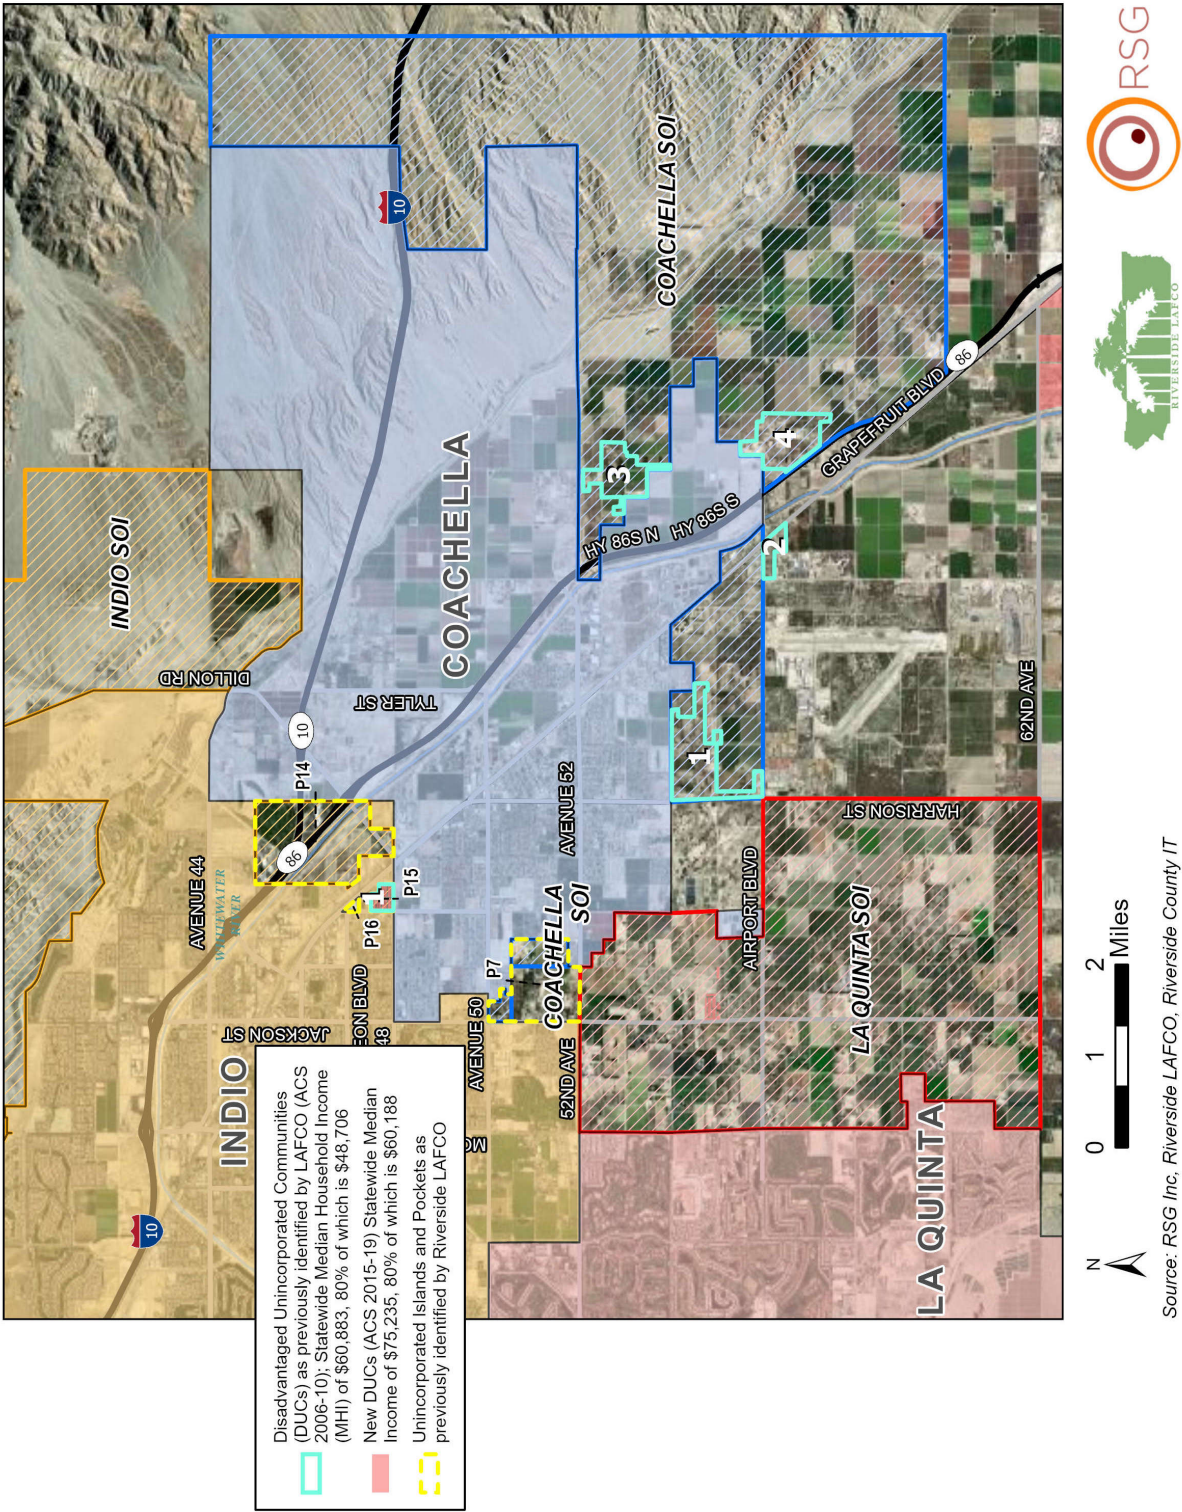 Disadvantaged Unincorporated Communities
(DUCs) as previously identified by LAFCO (ACS
2006-10); Statewide Median Household Income
(MHI) of $60,883, 80% of which is $48,706
New DUCs (ACS 2015-19) Statewide Median
Income of $75,235, 80% of which is $60,188
Unincorporated Islands and Pockets as
previously identified by Riverside LAFCO
INDIO SOI
DILLON RD
10
AVENUE 44
WHITEWATER
RIVER
INDIO
JACKSON ST
10
P14
86
10
TYLER ST
EON BLVD
48
P16
1
P15
COACHELLA
10
AVENUE 50
P7
MO
52ND AVE
COACHELLA
SOI
AVENUE 52
HY 86S N
HY 86S S
3
COACHELLA SOI
1
2
4
GRAPEFRUIT BLVD
86
AIRPORT BLVD
HARRISON ST
LA QUINTA SOI
LA QUINTA
62ND AVE
N
0
1
2
Miles
RIVERSIDE LAFCO
RSG
Source: RSG Inc, Riverside LAFCO, Riverside County IT